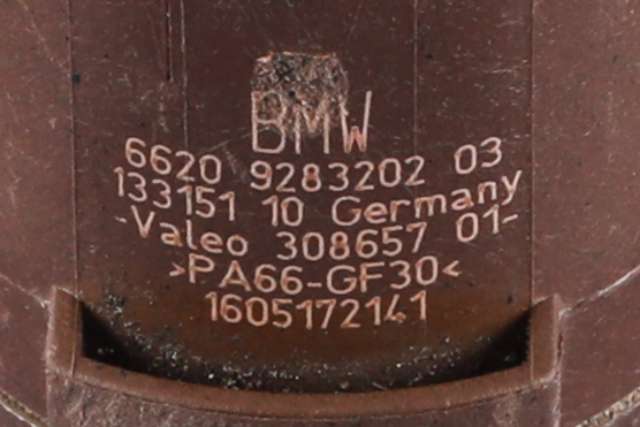 BMW
6620 9283202 03
133151 10 Germany
-Valeo 308657 01-
>PA66-GF30<
1605172141